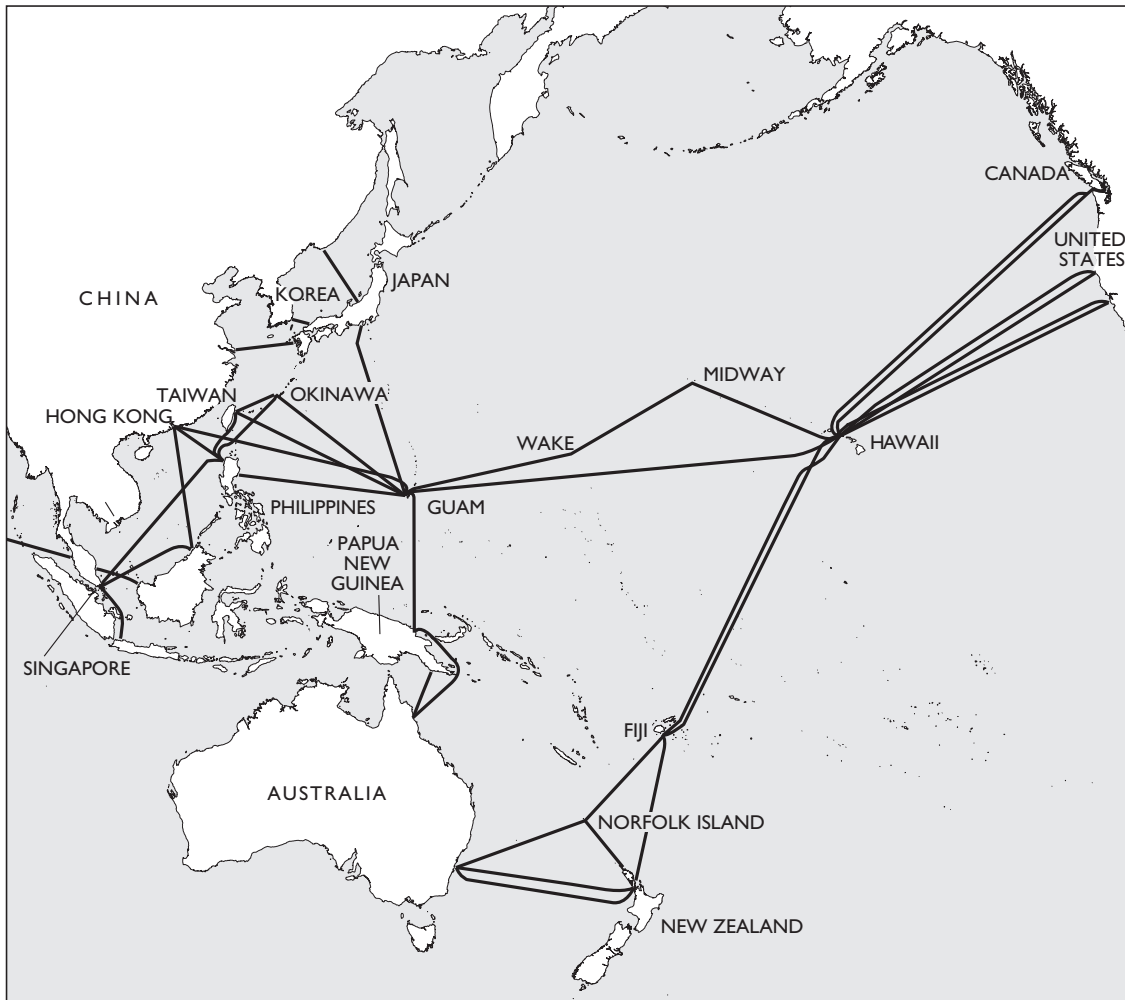 CANADA
UNITED
STATES
CHINA
KOREA
JAPAN
MIDWAY
TAIWAN
OKINAWA
HONG KONG
WAKE
HAWAII
PHILIPPINES
GUAM
PAPUA
NEW
GUINEA
SINGAPORE
FIJI
AUSTRALIA
NORFOLK ISLAND
NEW ZEALAND